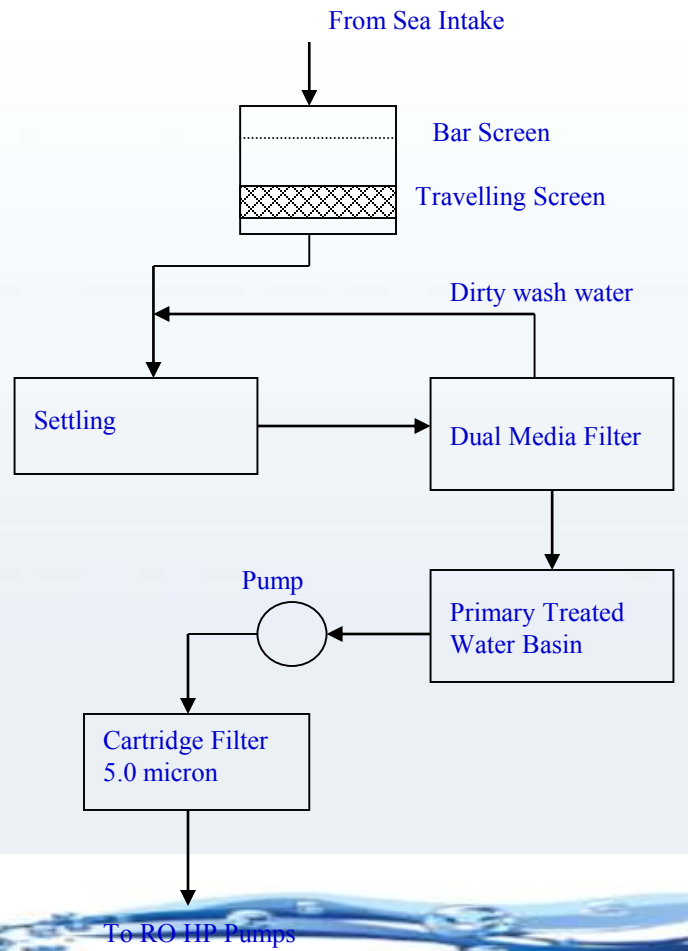 From Sea Intake
Bar Screen
Travelling Screen
Dirty wash water
Settling
Dual Media Filter
Pump
Primary Treated
Water Basin
Cartridge Filter
5.0 micron
To RO HP Pumps